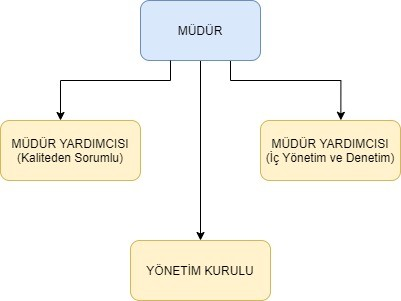 MÜDÜR
MÜDÜR YARDIMCISI
(Kaliteden Sorumlu)
MÜDÜR YARDIMCISI
(İç Yönetim ve Denetim)
YÖNETİM KURULU